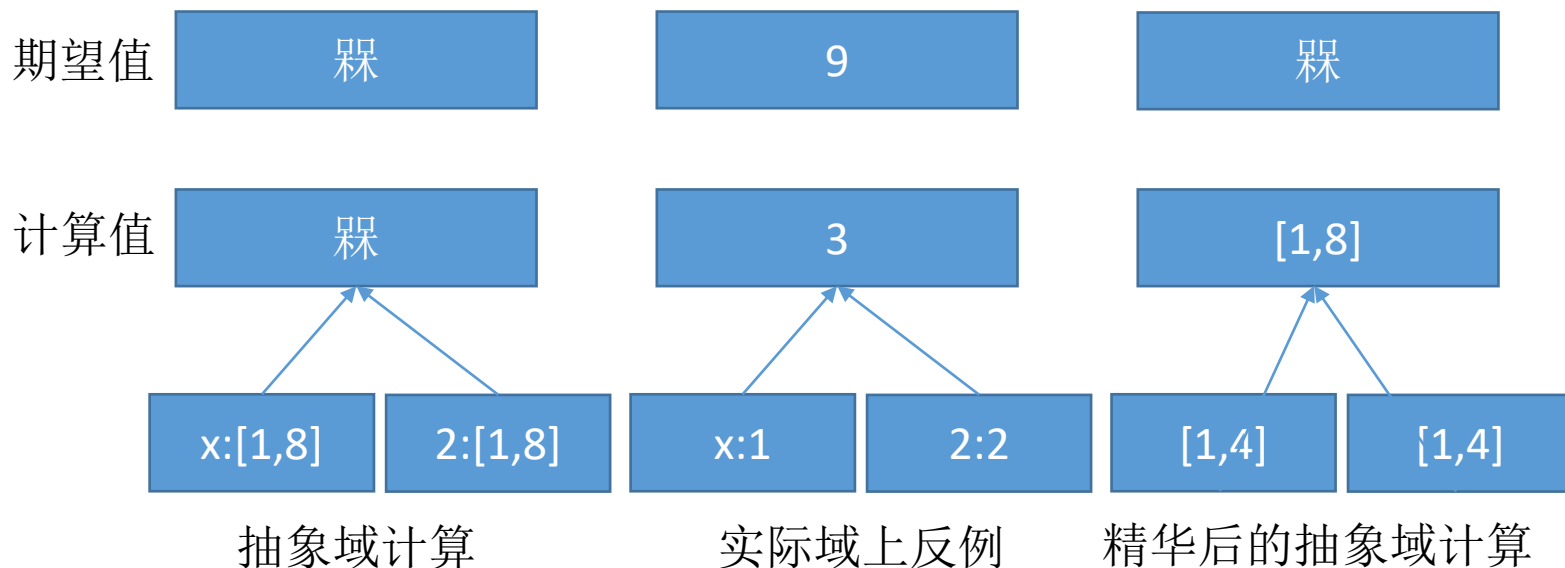 期望值 槑 9 槑
计算值 槑 3 [1,8]
x:[1,8] 2:[1,8] x:1 2:2 [1,4] [1,4]
抽象域计算 实际域上反例 精华后的抽象域计算